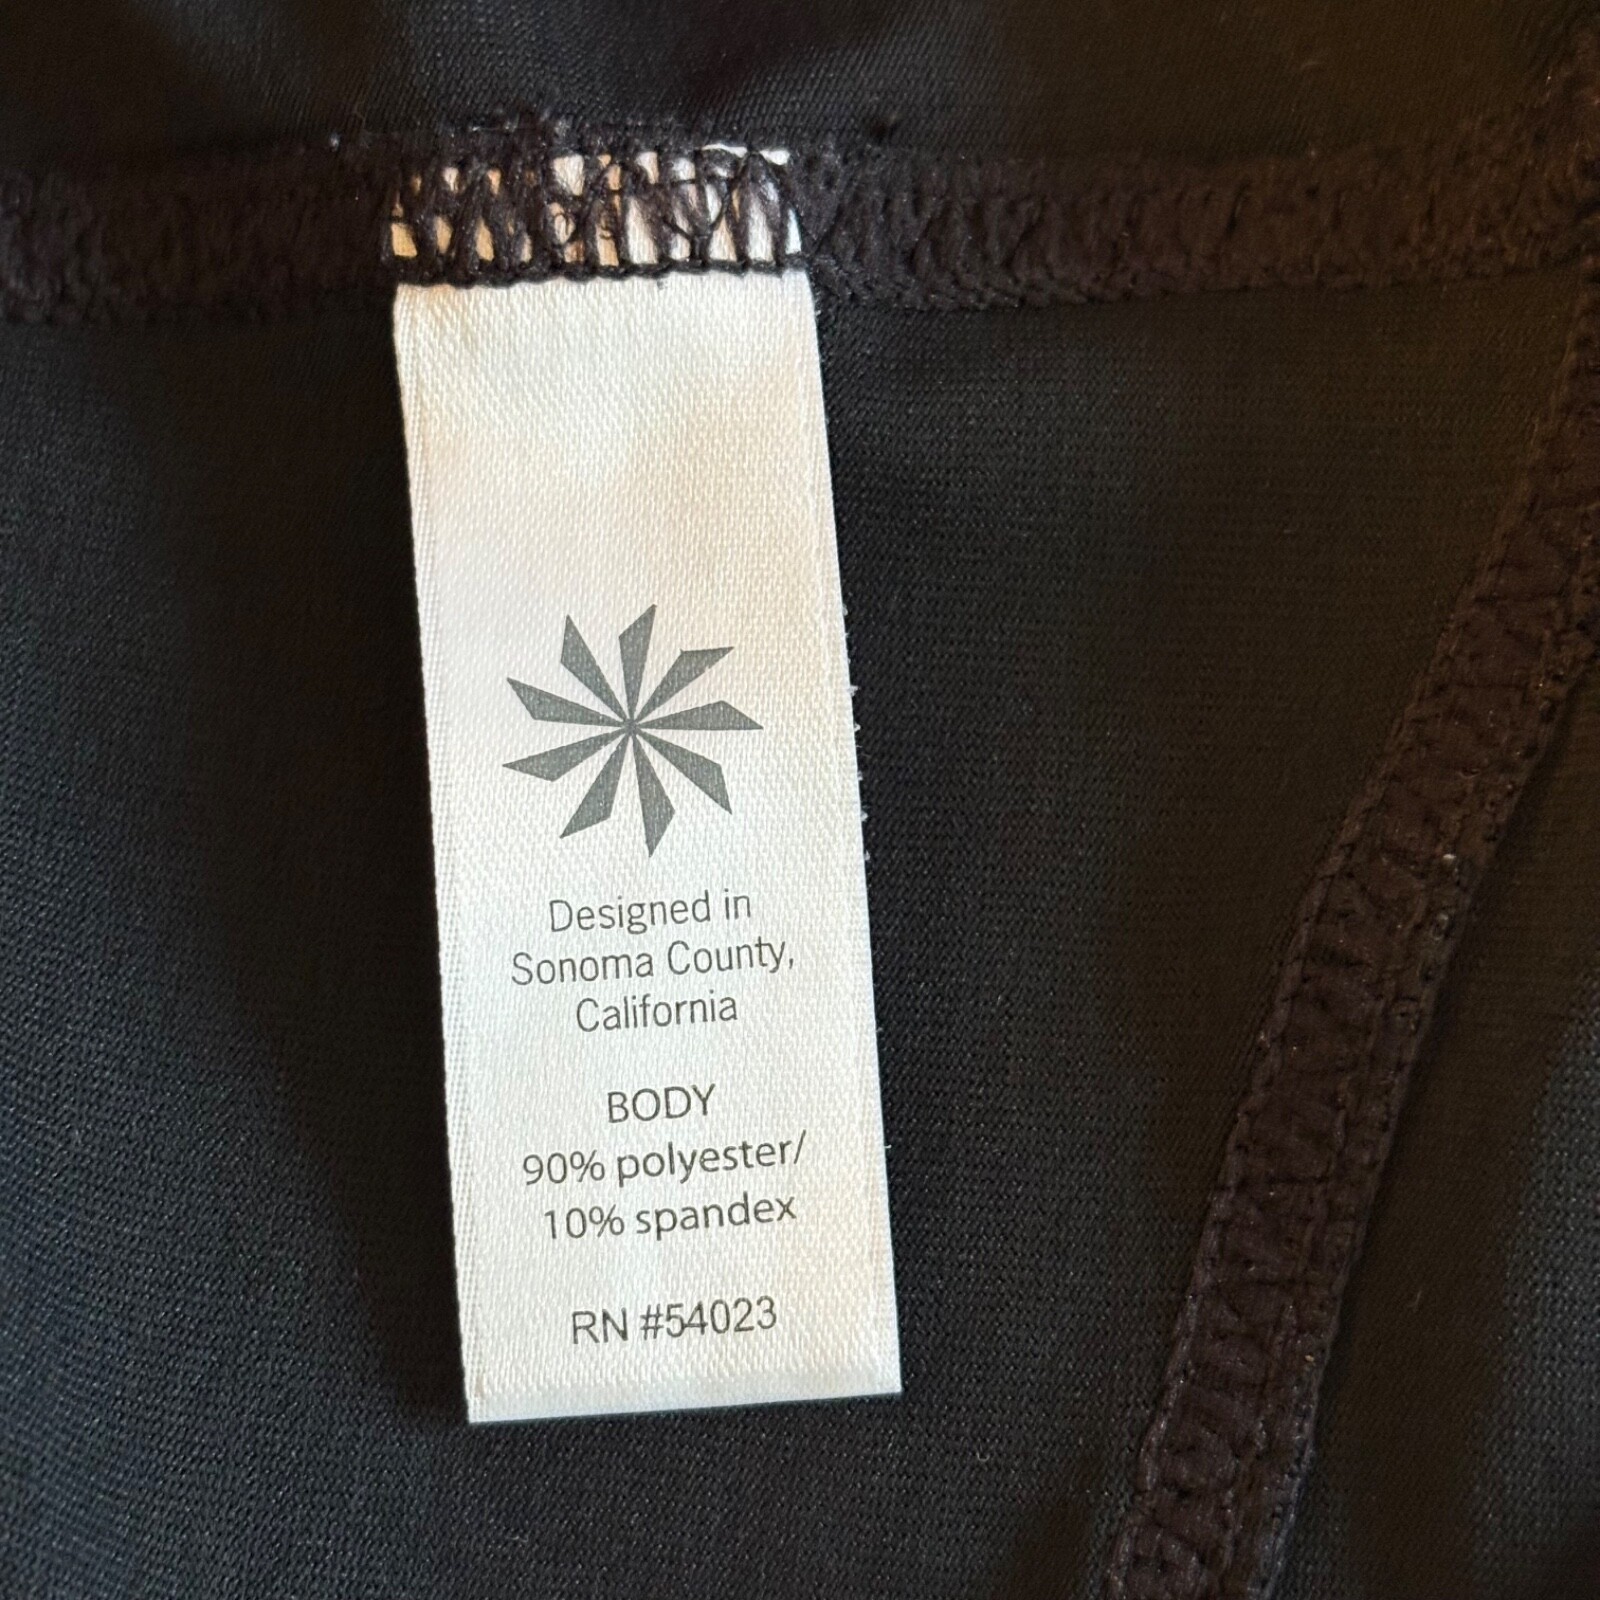 Designed in
Sonoma County,
California
BODY
90% polyester/
10% spandex
RN #54023